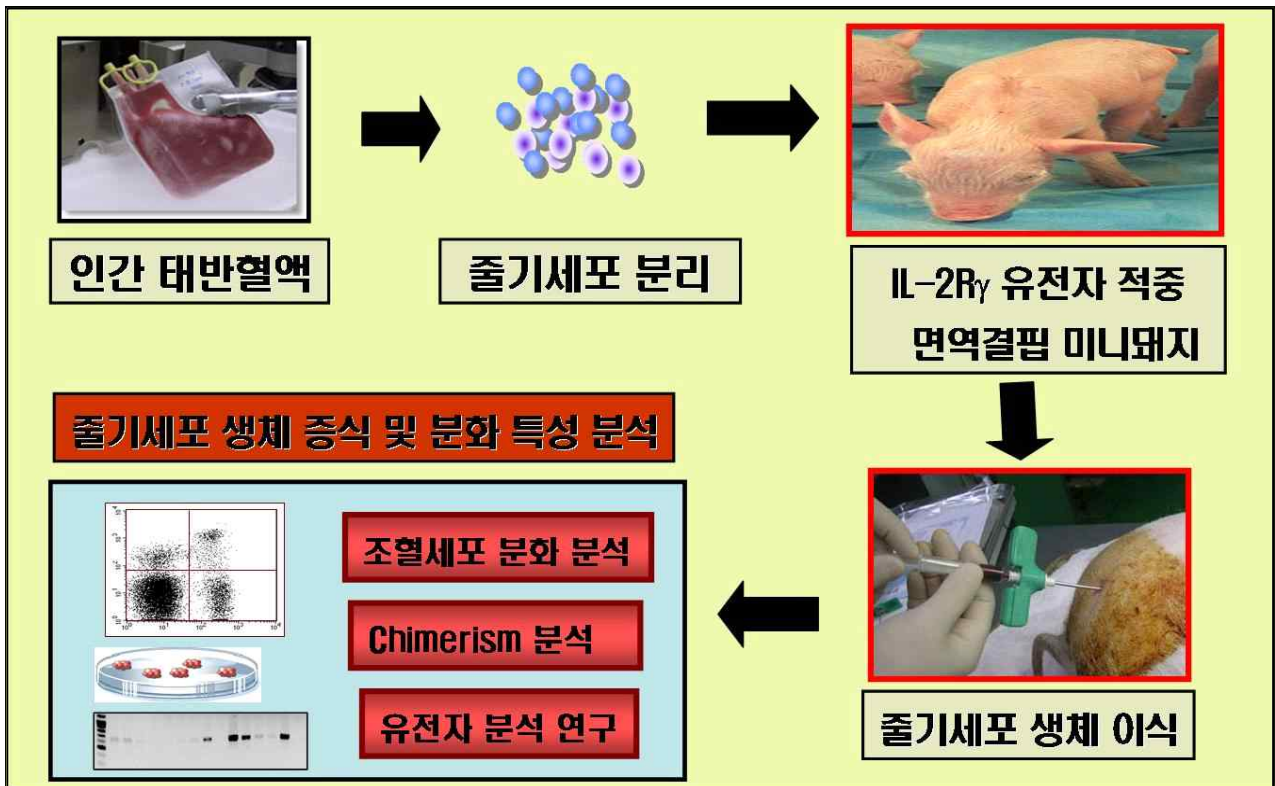 인간 태반혈액
줄기세포 분리
IL-2Rγ 유전자 적중
면역결핍 미니돼지
줄기세포 생체 이식
줄기세포 생체 증식 및 분화 특성 분석
조혈세포 분화 분석
Chimerism 분석
유전자 분석 연구